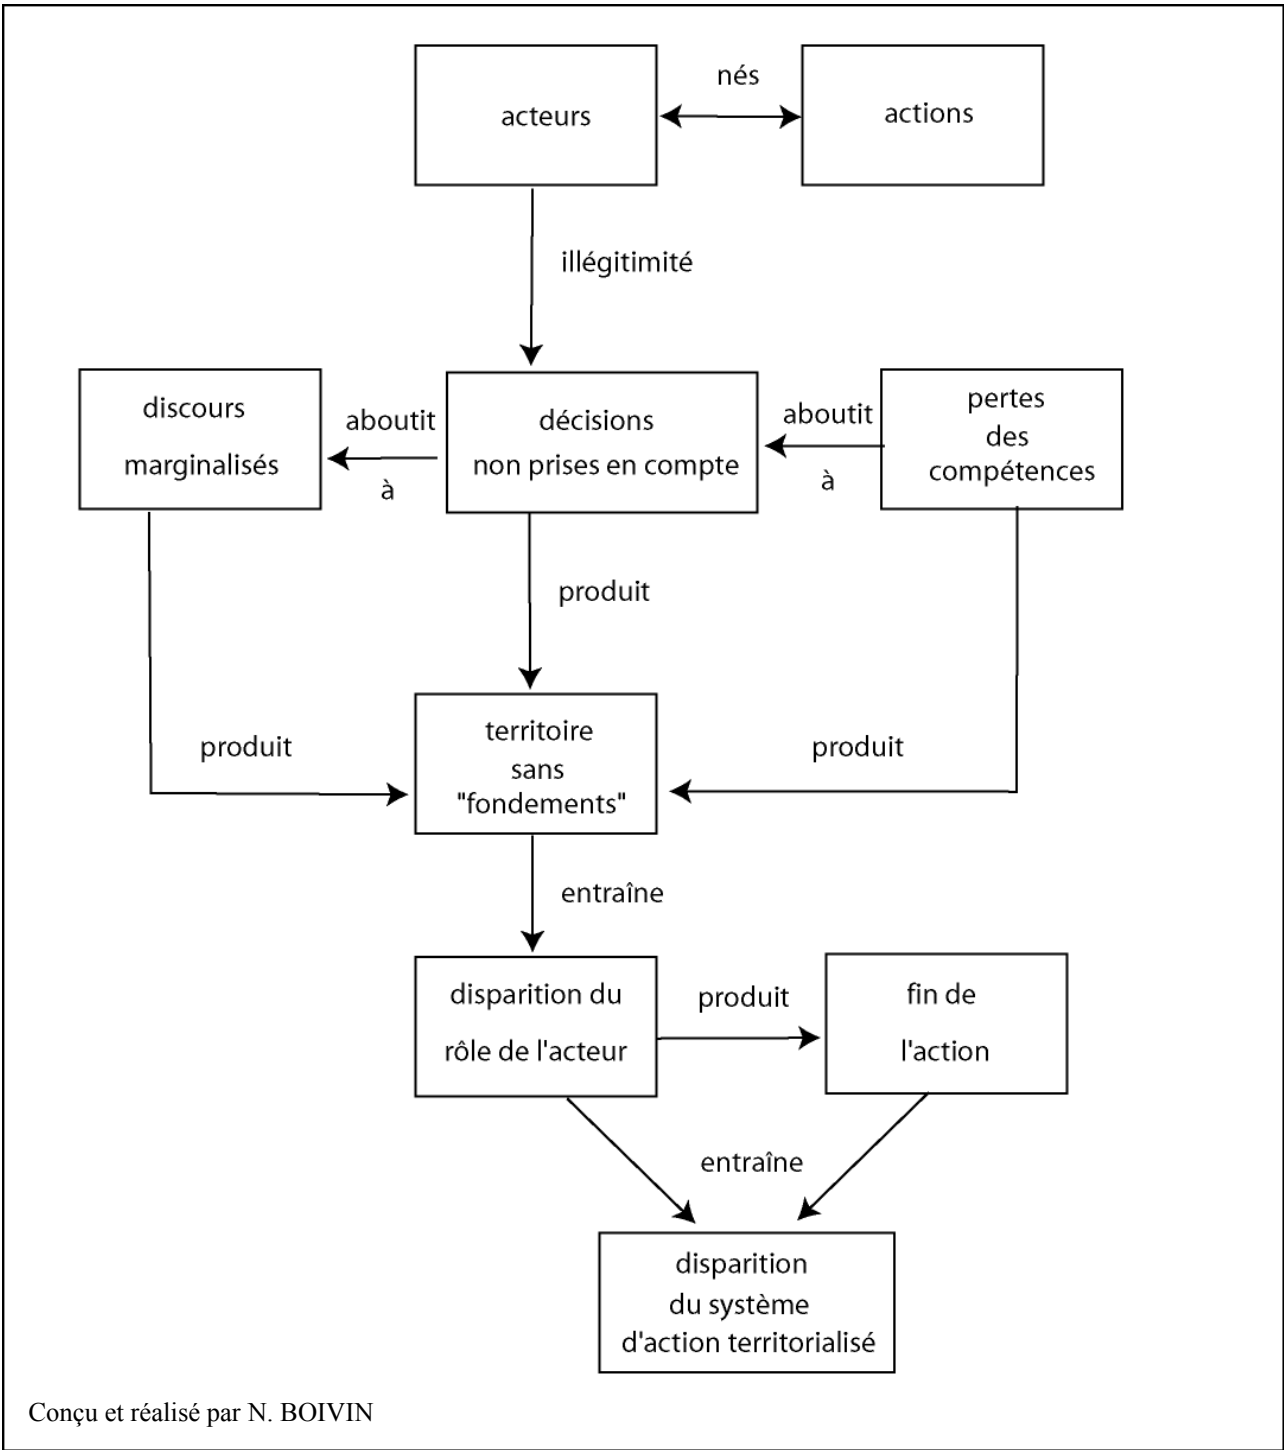 acteurs
nés
actions
illégitimité
discours
marginalisés
aboutit
à
décisions
non prises en compte
aboutit
à
pertes
des
compétences
produit
produit
territoire
sans
"fondements"
produit
entraîne
disparition du
rôle de l'acteur
produit
fin de
l'action
entraîne
disparition
du système
d'action territorialisé
Conçu et réalisé par N. BOIVIN